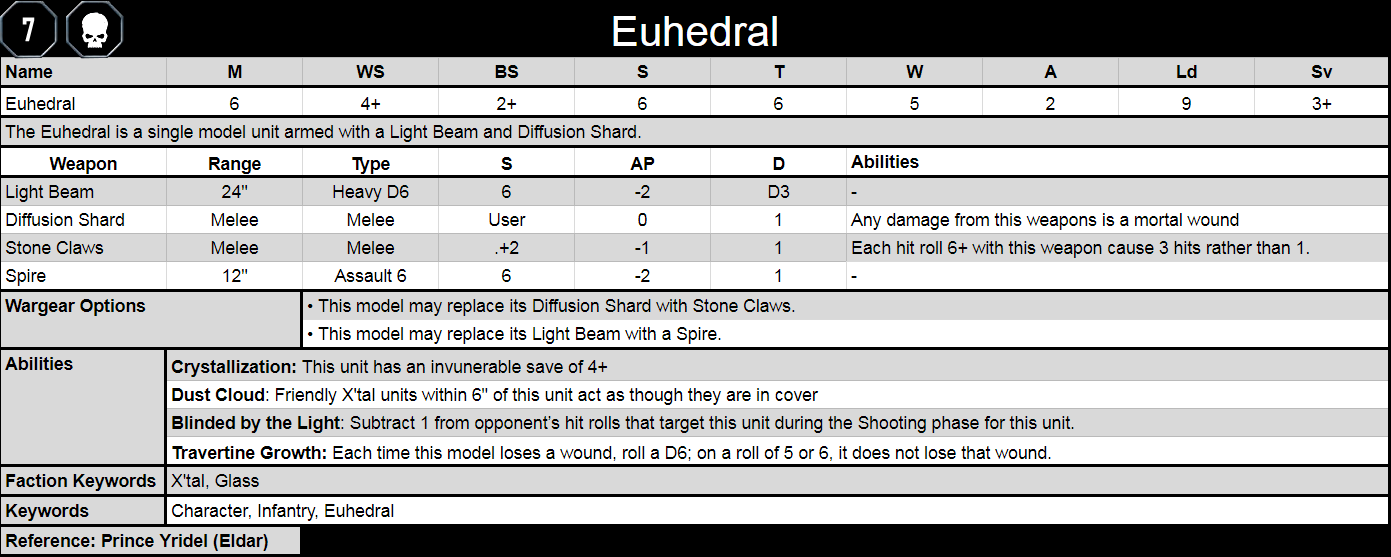 7 Euhedral
Name M WS BS S T W A Ld Sv
Euhedral 6 4+ 2+ 6 6 5 2 9 3+
The Euhedral is a single model unit armed with a Light Beam and Diffusion Shard.
Weapon Range Type S AP D Abilities
Light Beam 24" Heavy D6 6 -2 D3 -
Diffusion Shard Melee Melee User 0 1 Any damage from this weapons is a mortal wound
Stone Claws Melee Melee .+2 -1 1 Each hit roll 6+ with this weapon cause 3 hits rather than 1.
Spire 12" Assault 6 6 -2 1 -
Wargear Options • This model may replace its Diffusion Shard with Stone Claws.
• This model may replace its Light Beam with a Spire.
Abilities Crystallization: This unit has an invunerable save of 4+
Dust Cloud: Friendly X'tal units within 6" of this unit act as though they are in cover
Blinded by the Light: Subtract 1 from opponent’s hit rolls that target this unit during the Shooting phase for this unit.
Travertine Growth: Each time this model loses a wound, roll a D6; on a roll of 5 or 6, it does not lose that wound.
Faction Keywords X'tal, Glass
Keywords Character, Infantry, Euhedral
Reference: Prince Yridel (Eldar)